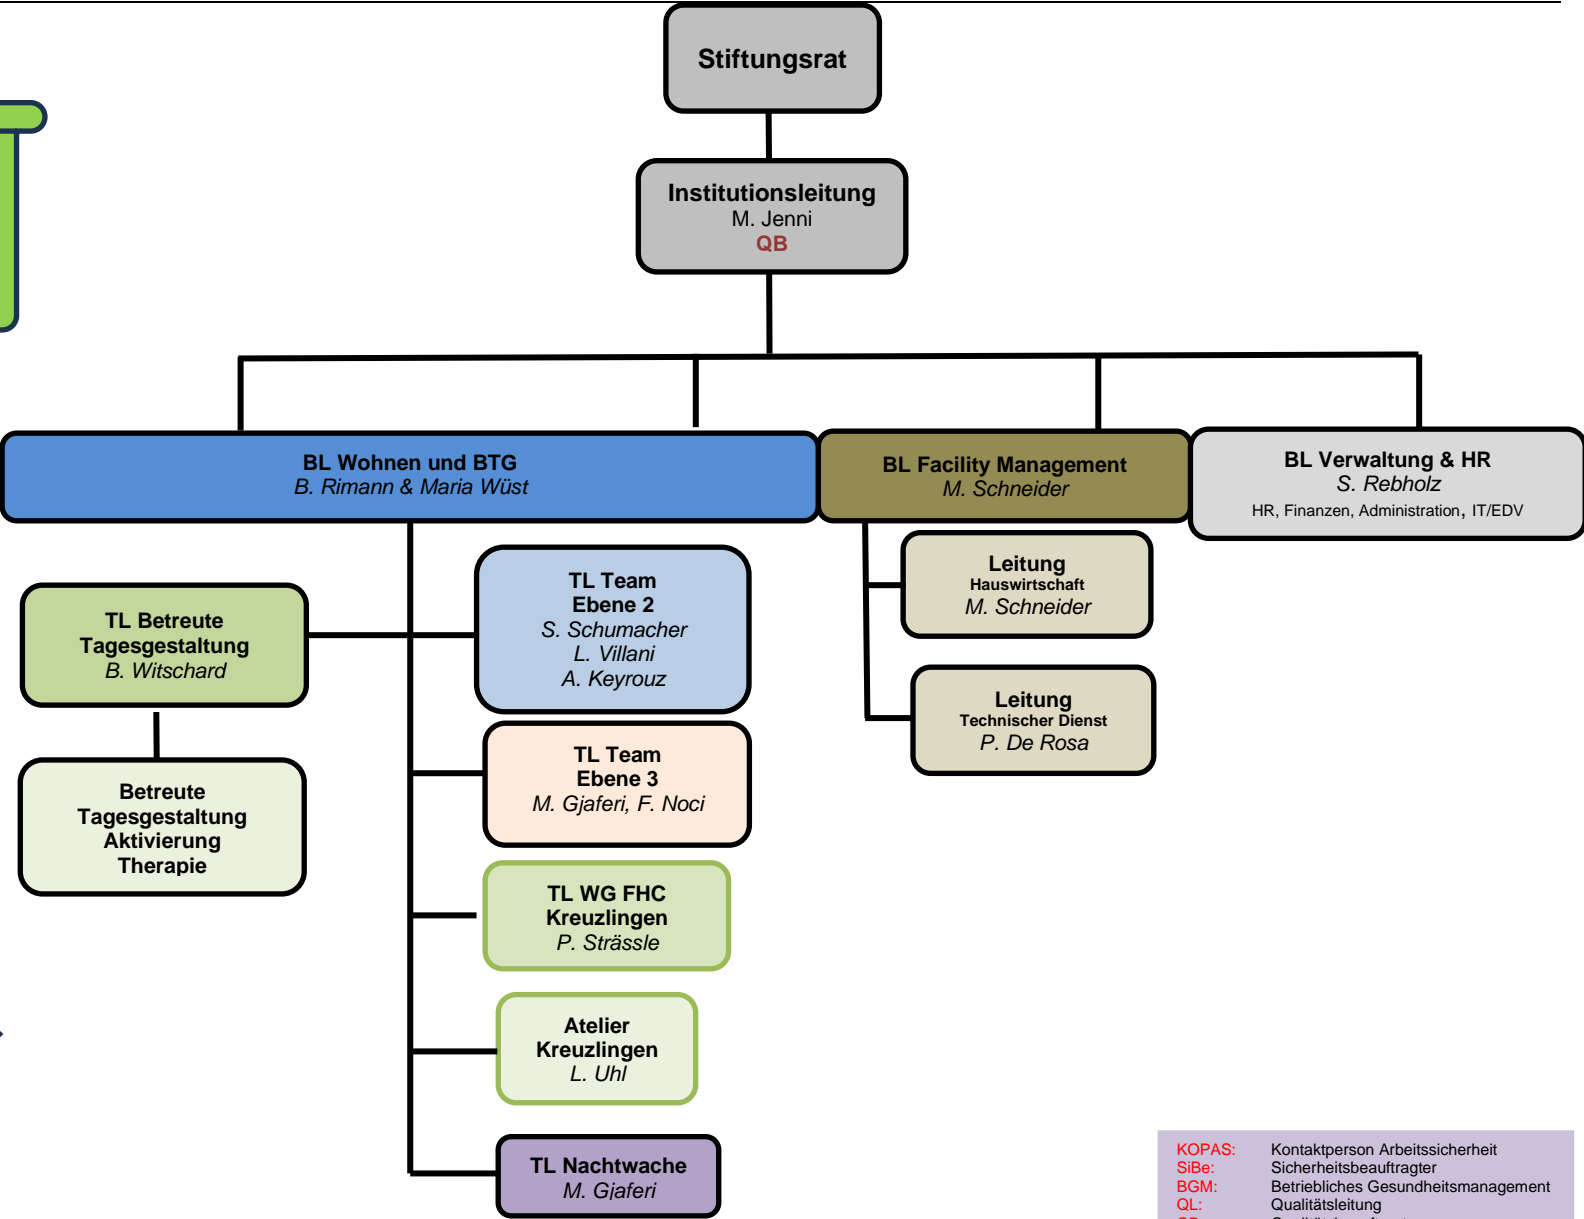 Stiftungsrat
Institutionsleitung
M. Jenni
QB
BL Wohnen und BTG
B. Rimann & Maria Wüst
BL Facility Management
M. Schneider
BL Verwaltung & HR
S. Rebholz
HR, Finanzen, Administration, IT/EDV
TL Betreute
Tagesgestaltung
B. Witschard
Betreute
Tagesgestaltung
Aktivierung
Therapie
TL Team
Ebene 2
S. Schumacher
L. Villani
A. Keyrouz
TL Team
Ebene 3
M. Gjaferi, F. Noci
TL WG FHC
Kreuzlingen
P. Strässle
Atelier
Kreuzlingen
L. Uhl
TL Nachtwache
M. Gjaferi
Leitung
Hauswirtschaft
M. Schneider
Leitung
Technischer Dienst
P. De Rosa
KOPAS: Kontaktperson Arbeitssicherheit
SiBe: Sicherheitsbeauftragter
BGM: Betriebliches Gesundheitsmanagement
QL: Qualitätsleitung